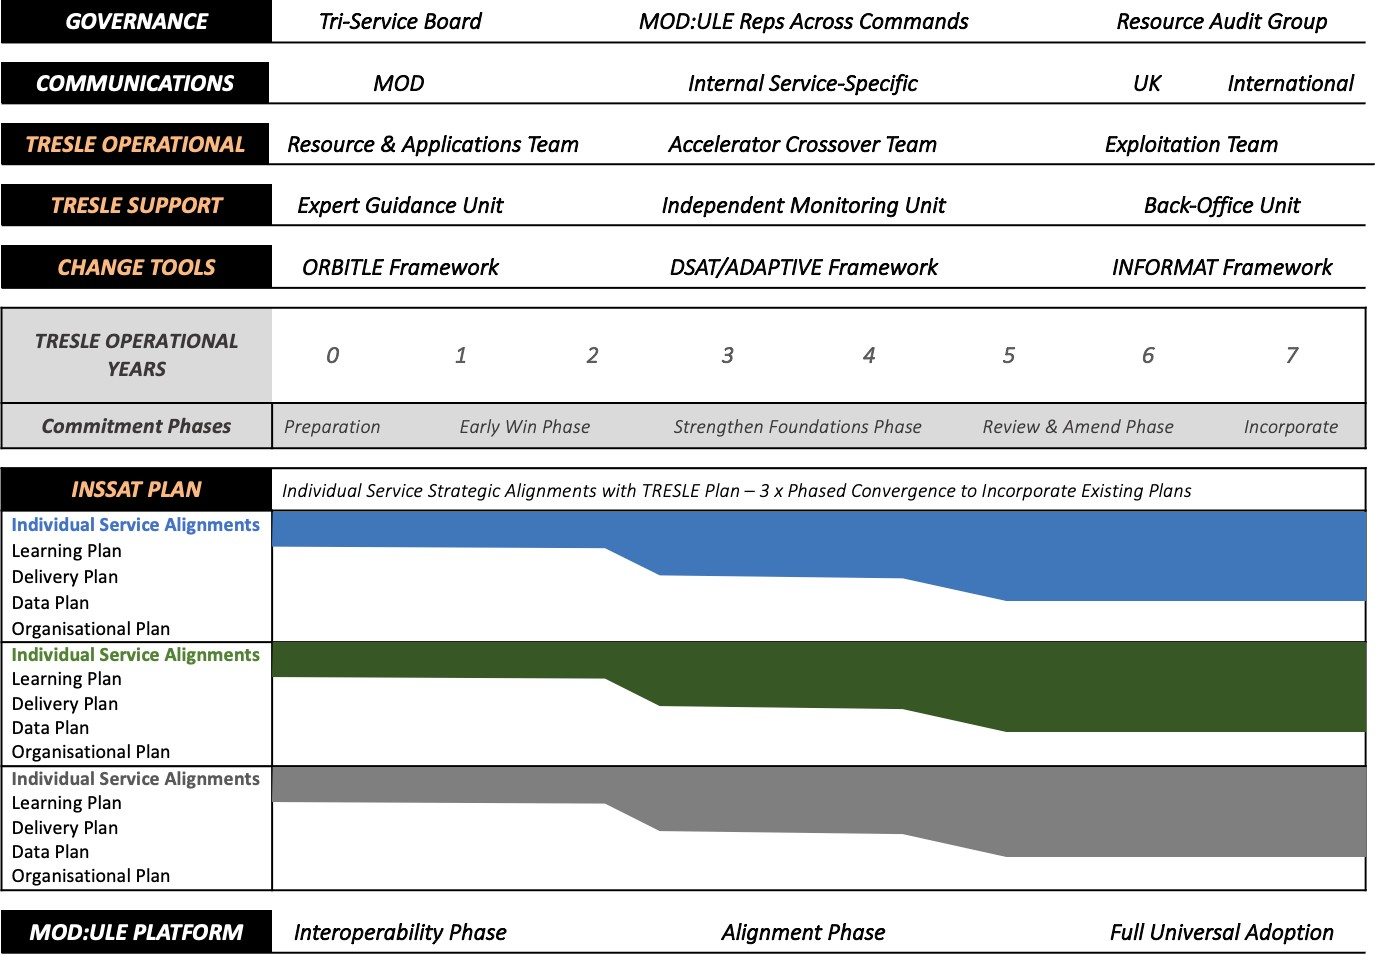 GOVERNANCE Tri-Service Board MOD:ULE Reps Across Commands Resource Audit Group
COMMUNICATIONS MOD Internal Service-Specific UK International
TRESLE OPERATIONAL Resource & Applications Team Accelerator Crossover Team Exploitation Team
TRESLE SUPPORT Expert Guidance Unit Independent Monitoring Unit Back-Office Unit
CHANGE TOOLS ORBITLE Framework DSAT/ADAPTIVE Framework INFORMAT Framework
TRESLE OPERATIONAL
YEARS
0 1 2 3 4 5 6 7
Commitment Phases Preparation Early Win Phase Strengthen Foundations Phase Review & Amend Phase Incorporate
INSSAT PLAN Individual Service Strategic Alignments with TRESLE Plan – 3 x Phased Convergence to Incorporate Existing Plans
Individual Service Alignments
Learning Plan
Delivery Plan
Data Plan
Organisational Plan
Individual Service Alignments
Learning Plan
Delivery Plan
Data Plan
Organisational Plan
Individual Service Alignments
Learning Plan
Delivery Plan
Data Plan
Organisational Plan
MOD:ULE PLATFORM Interoperability Phase Alignment Phase Full Universal Adoption